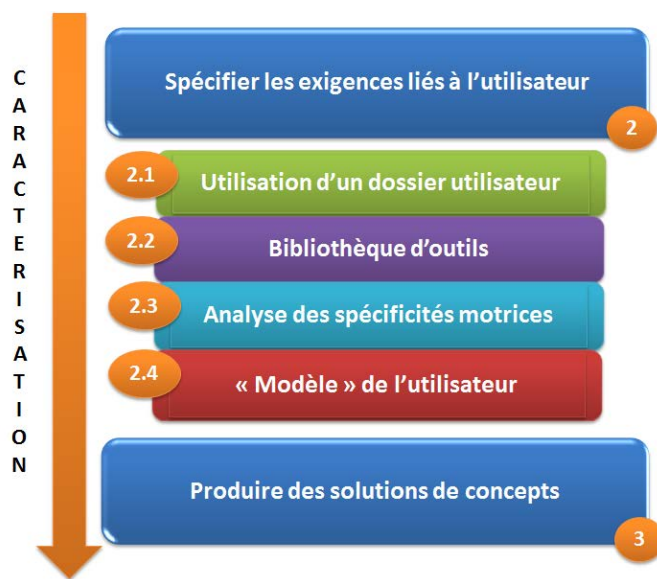 CARACTERISATION
Spécifier les exigences liés à l'utilisateur
2
2.1
Utilisation d'un dossier utilisateur
2.2
Bibliothèque d'outils
2.3
Analyse des spécificités motrices
2.4
« Modèle » de l'utilisateur
Produire des solutions de concepts
3